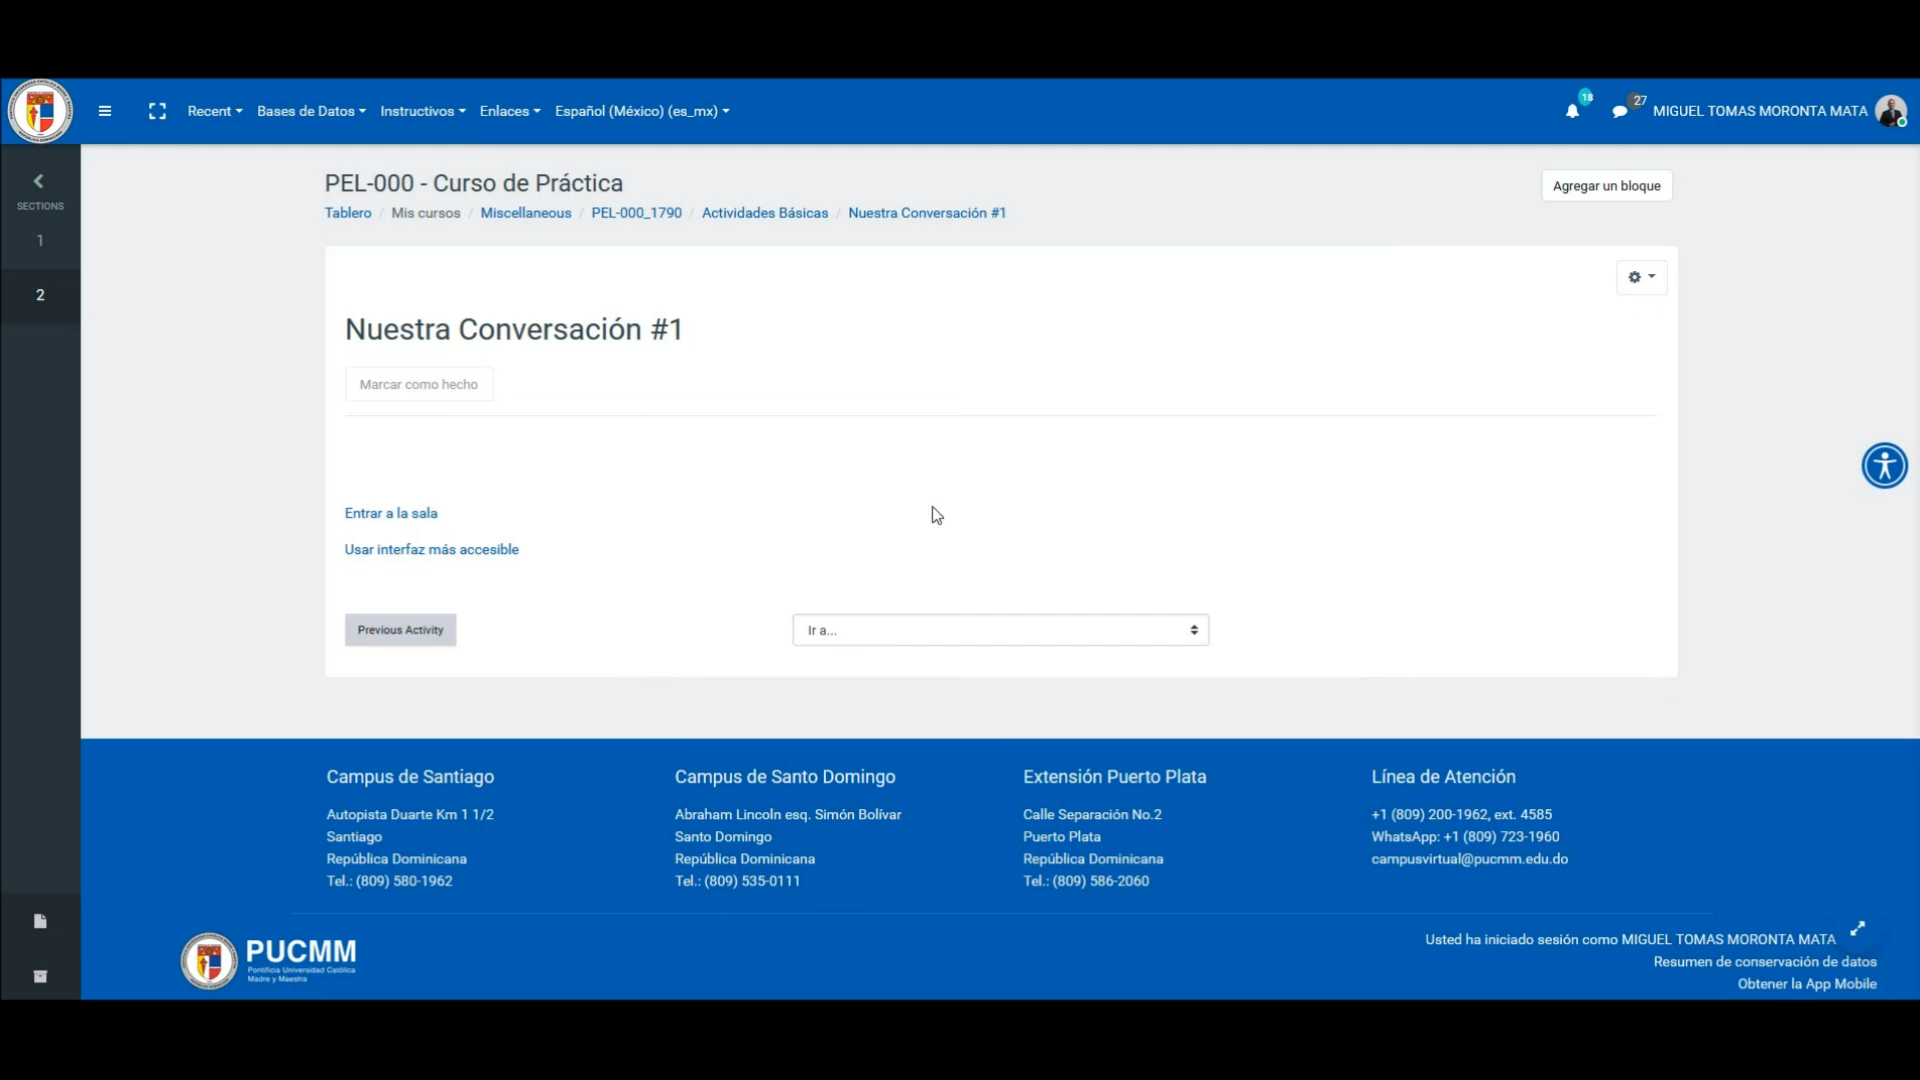 Recent
Bases de Datos
Instructivos
Enlaces
Español (México) (es_mx)
18
27
MIGUEL TOMAS MORONTA MATA
SECTIONS
1
2
PEL-000 - Curso de Práctica
Agregar un bloque
Tablero / Mis cursos / Miscellaneous / PEL-000_1790 / Actividades Básicas / Nuestra Conversación #1
Nuestra Conversación #1
Marcar como hecho
Entrar a la sala
Usar interfaz más accesible
Previous Activity
Ir a...
Campus de Santiago
Autopista Duarte Km 1 1/2
Santiago
República Dominicana
Tel.: (809) 580-1962
Campus de Santo Domingo
Abraham Lincoln esq. Simón Bolívar
Santo Domingo
República Dominicana
Tel.: (809) 535-0111
Extensión Puerto Plata
Calle Separación No.2
Puerto Plata
República Dominicana
Tel.: (809) 586-2060
Línea de Atención
+1 (809) 200-1962, ext. 4585
WhatsApp: +1 (809) 723-1960
campusvirtual@pucmm.edu.do
PUCMM
Pontificia Universidad Católica
Madre y Maestra
Usted ha iniciado sesión como MIGUEL TOMAS MORONTA MATA
Resumen de conservación de datos
Obtener la App Mobile